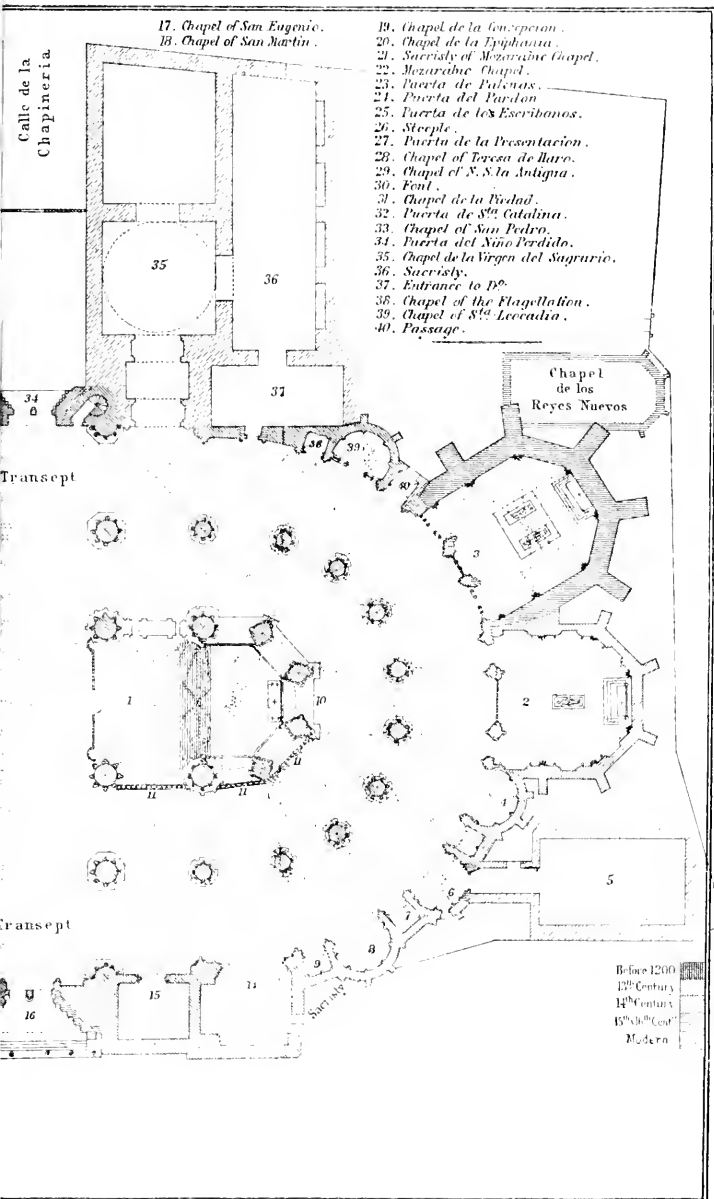 17. Chapel of San Eugenio.
18. Chapel of San Martin.
19. Chapel de la Concepcion.
20. Chapel de la Epiphania.
21. Sacristy of Mozarabic Chapel.
22. Mozarabic Chapel.
23. Puerta de
24. Puerta del Pardon
25. Puerta de los Escribanos.
26. Steeple.
27. Puerta de la Presentacion.
28. Chapel of Teresa de Haro.
29. Chapel of N. S. la Antigua.
30. Font.
31. Chapel de la Piedad.
32. Puerta de Sta Catalina.
33. Chapel of San Pedro.
34. Puerta del Niño Perdido.
35. Chapel de la Virgen del Sagrario.
36. Sacristy.
37. Entrance to Do.
38. Chapel of the Flagellation.
39. Chapel of Sta Leocadia.
40. Passage.
Calle de la
Chapineria
35
36
37
34
38
39
40
Chapel
de los
Reyes Nuevos
Transept
3
1
10
2
11
11
11
4
5
6
7
8
9
Transept
14
15
16
Before 1200
13th Century
14th Century
15th & 16th Centy
Modern